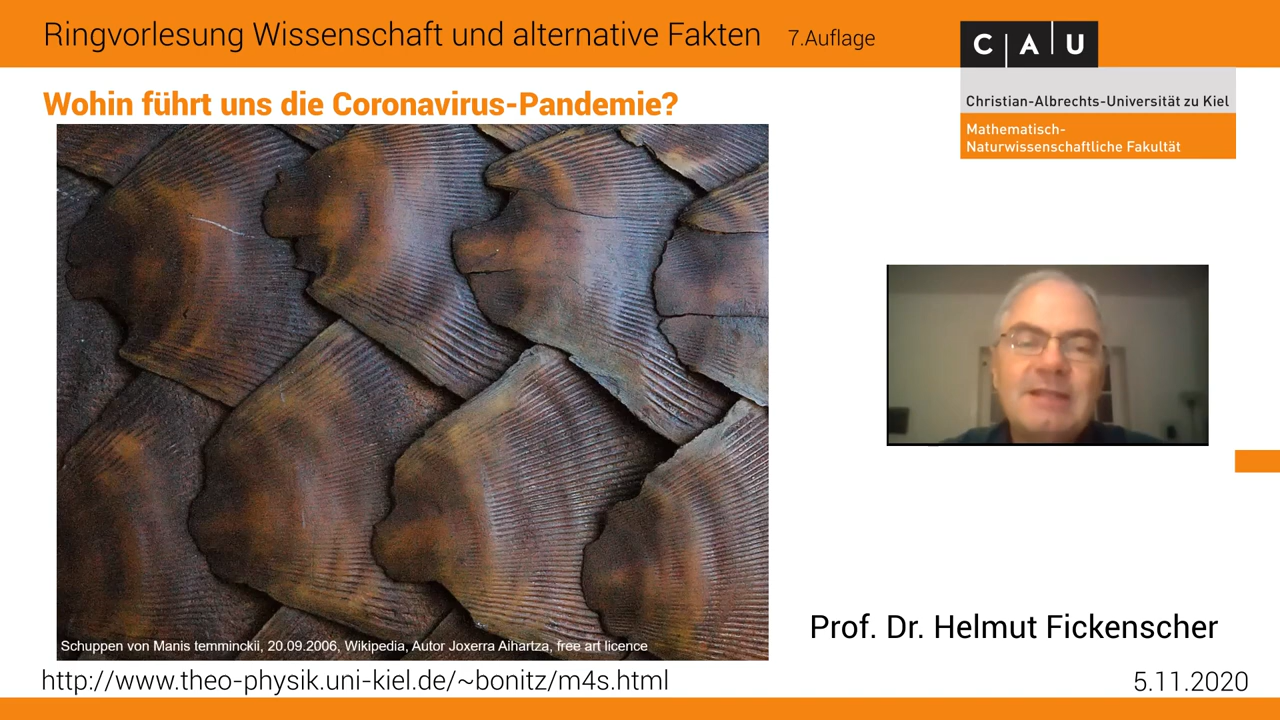 Ringvorlesung Wissenschaft und alternative Fakten 7.Auflage
C A U
Christian-Albrechts-Universität zu Kiel
Mathematisch-
Naturwissenschaftliche Fakultät
Wohin führt uns die Coronavirus-Pandemie?
Schuppen von Manis temminckii, 20.09.2006, Wikipedia, Autor Joxerra Aihartza, free art licence
Prof. Dr. Helmut Fickenscher
http://www.theo-physik.uni-kiel.de/~bonitz/m4s.html
5.11.2020